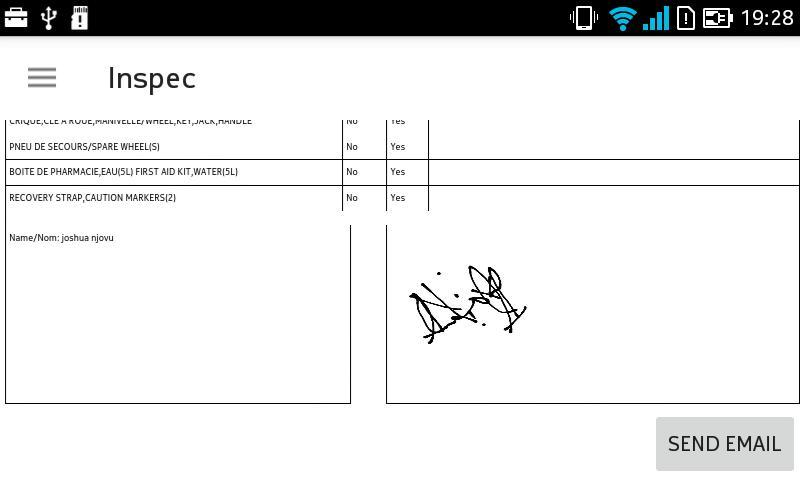 19:28
Inspec
CRIQUE,CLE A ROUE,MANIVELLE/WHEEL,KEY,JACK,HANDLE No Yes
PNEU DE SECOURS/SPARE WHEEL(S) No Yes
BOITE DE PHARMACIE,EAU(5L) FIRST AID KIT,WATER(5L) No Yes
RECOVERY STRAP,CAUTION MARKERS(2) No Yes
Name/Nom: joshua njovu
SEND EMAIL